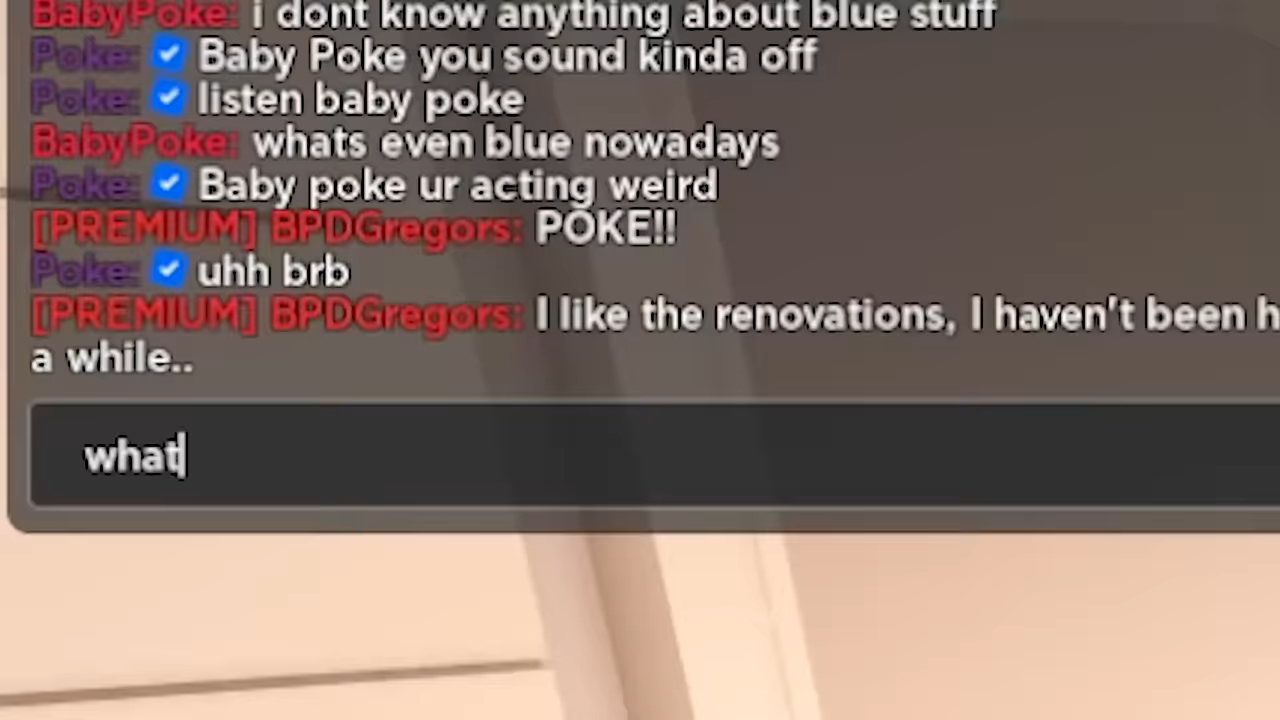 BabyPoke: i dont know anything about blue stuff
Poke: Baby Poke you sound kinda off
Poke: listen baby poke
BabyPoke: whats even blue nowadays
Poke: Baby poke ur acting weird
[PREMIUM] BPDGregors: POKE!!
Poke: uhh brb
[PREMIUM] BPDGregors: I like the renovations, I haven't been
a while..
what